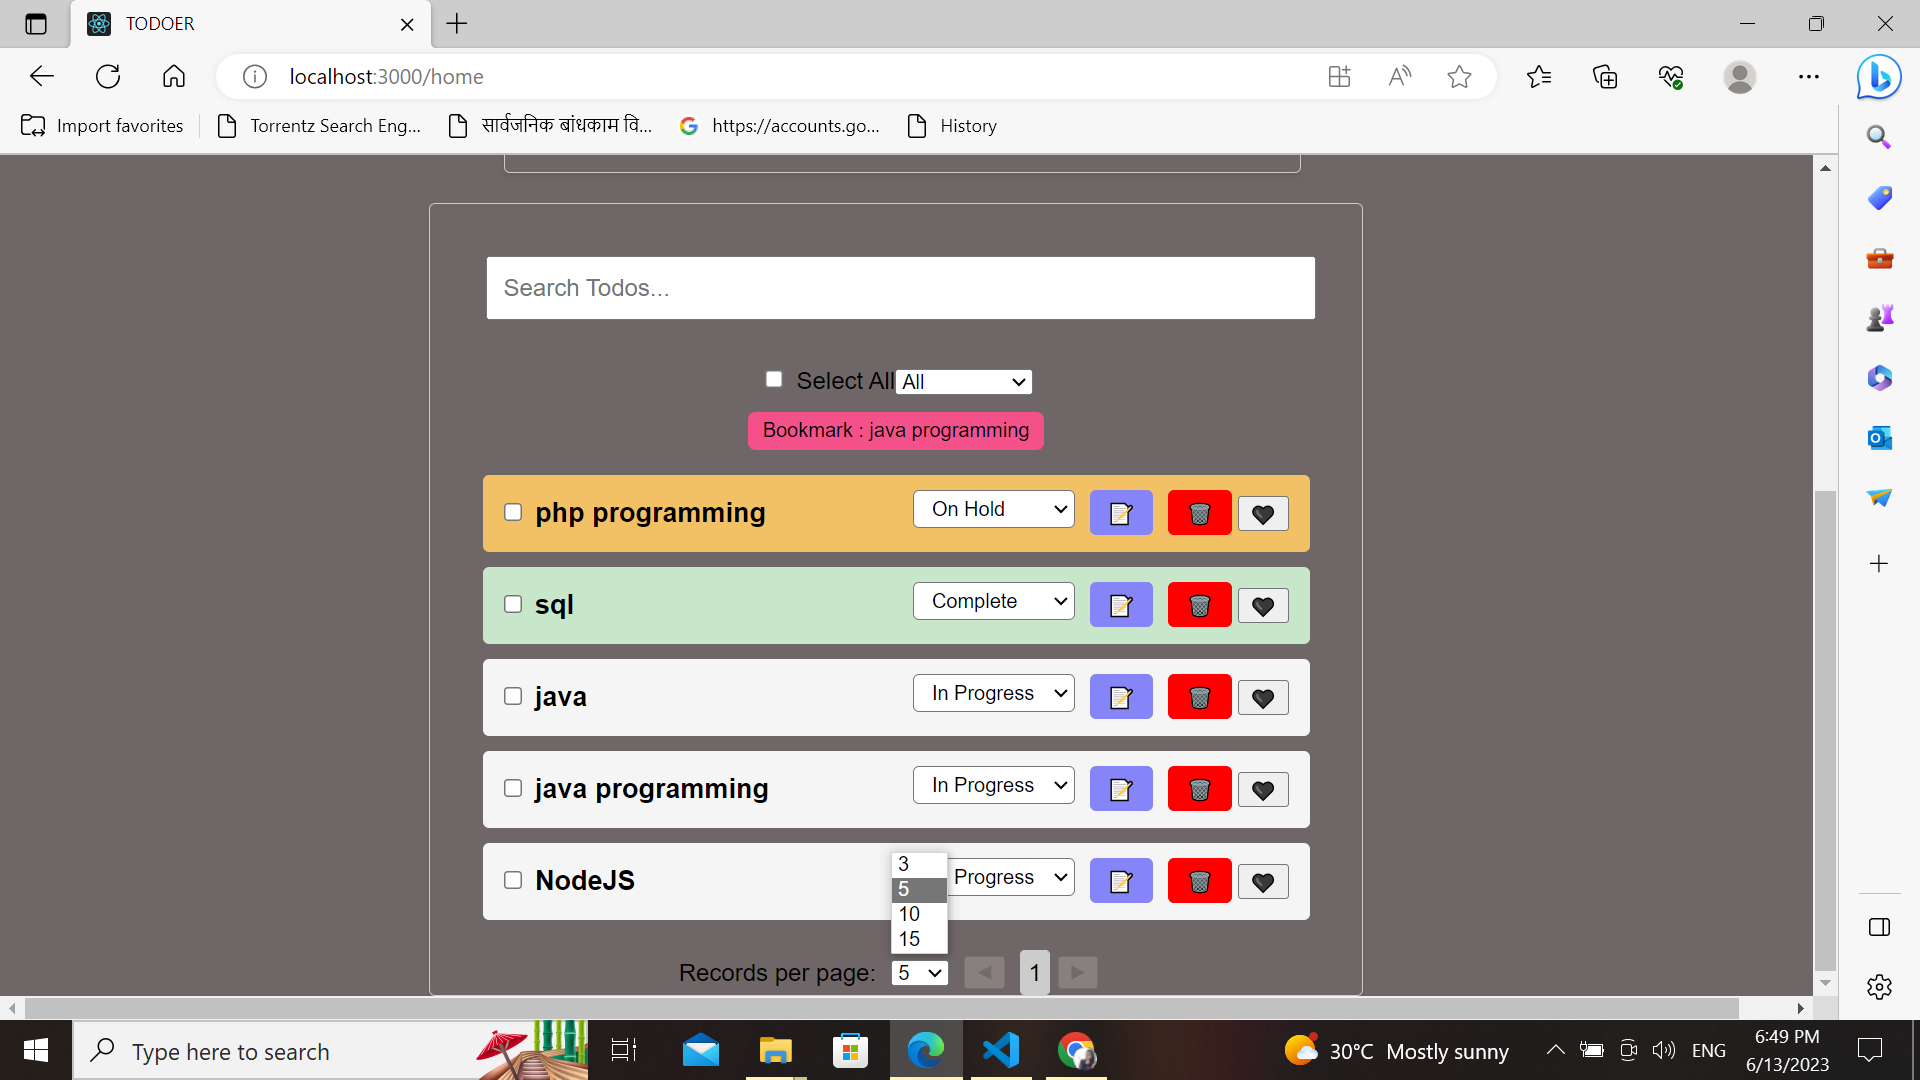 TODOER
localhost:3000/home
Import favorites
Torrentz Search Eng...
सार्वजनिक बांधकाम वि...
https://accounts.go...
History
Search Todos...
Select All
All
Bookmark : java programming
php programming
On Hold
sql
Complete
java
In Progress
java programming
In Progress
NodeJS
Progress
3
5
10
15
Records per page:
5
1
Type here to search
30°C Mostly sunny
ENG
6:49 PM
6/13/2023